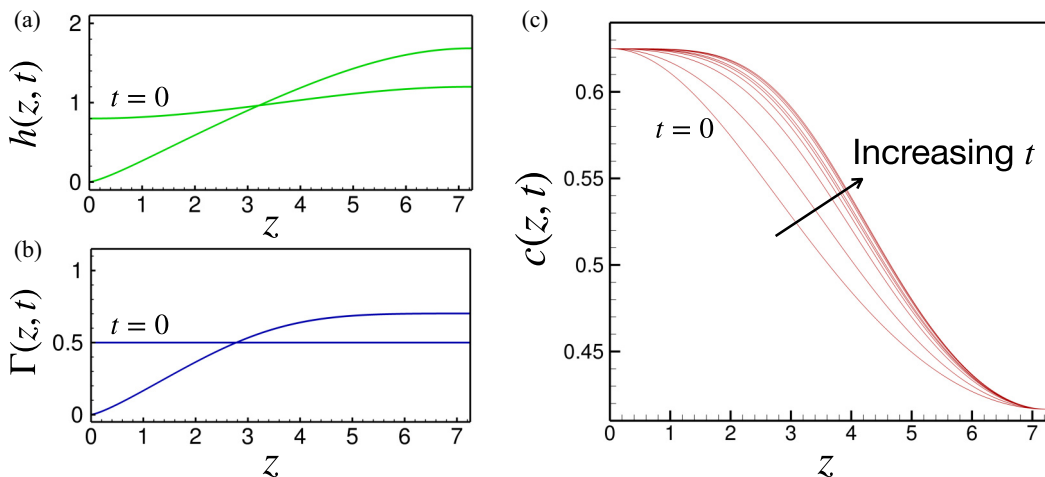 (a)
2
1
0
h(z, t)
t = 0
0 1 2 3 4 5 6 7
z
(b)
1
0.5
0
Γ(z, t)
t = 0
0 1 2 3 4 5 6 7
z
(c)
0.6
0.55
0.5
0.45
c(z, t)
t = 0
Increasing t
0 1 2 3 4 5 6 7
z